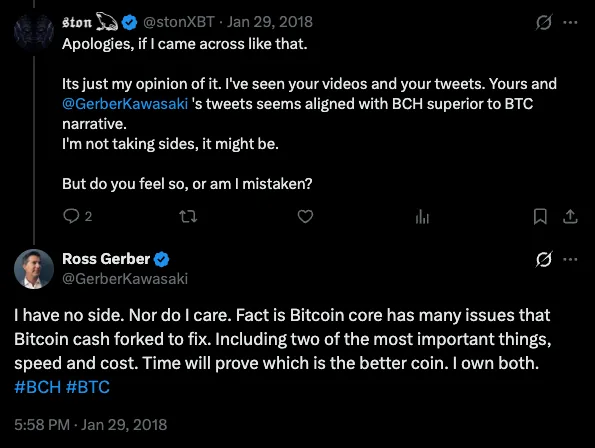 ston @stonXBT · Jan 29, 2018
Apologies, if I came across like that.
Its just my opinion of it. I've seen your videos and your tweets. Yours and
@GerberKawasaki 's tweets seems aligned with BCH superior to BTC
narrative.
I'm not taking sides, it might be.
But do you feel so, or am I mistaken?
2
Ross Gerber
@GerberKawasaki
I have no side. Nor do I care. Fact is Bitcoin core has many issues that
Bitcoin cash forked to fix. Including two of the most important things,
speed and cost. Time will prove which is the better coin. I own both.
#BCH #BTC
5:58 PM · Jan 29, 2018